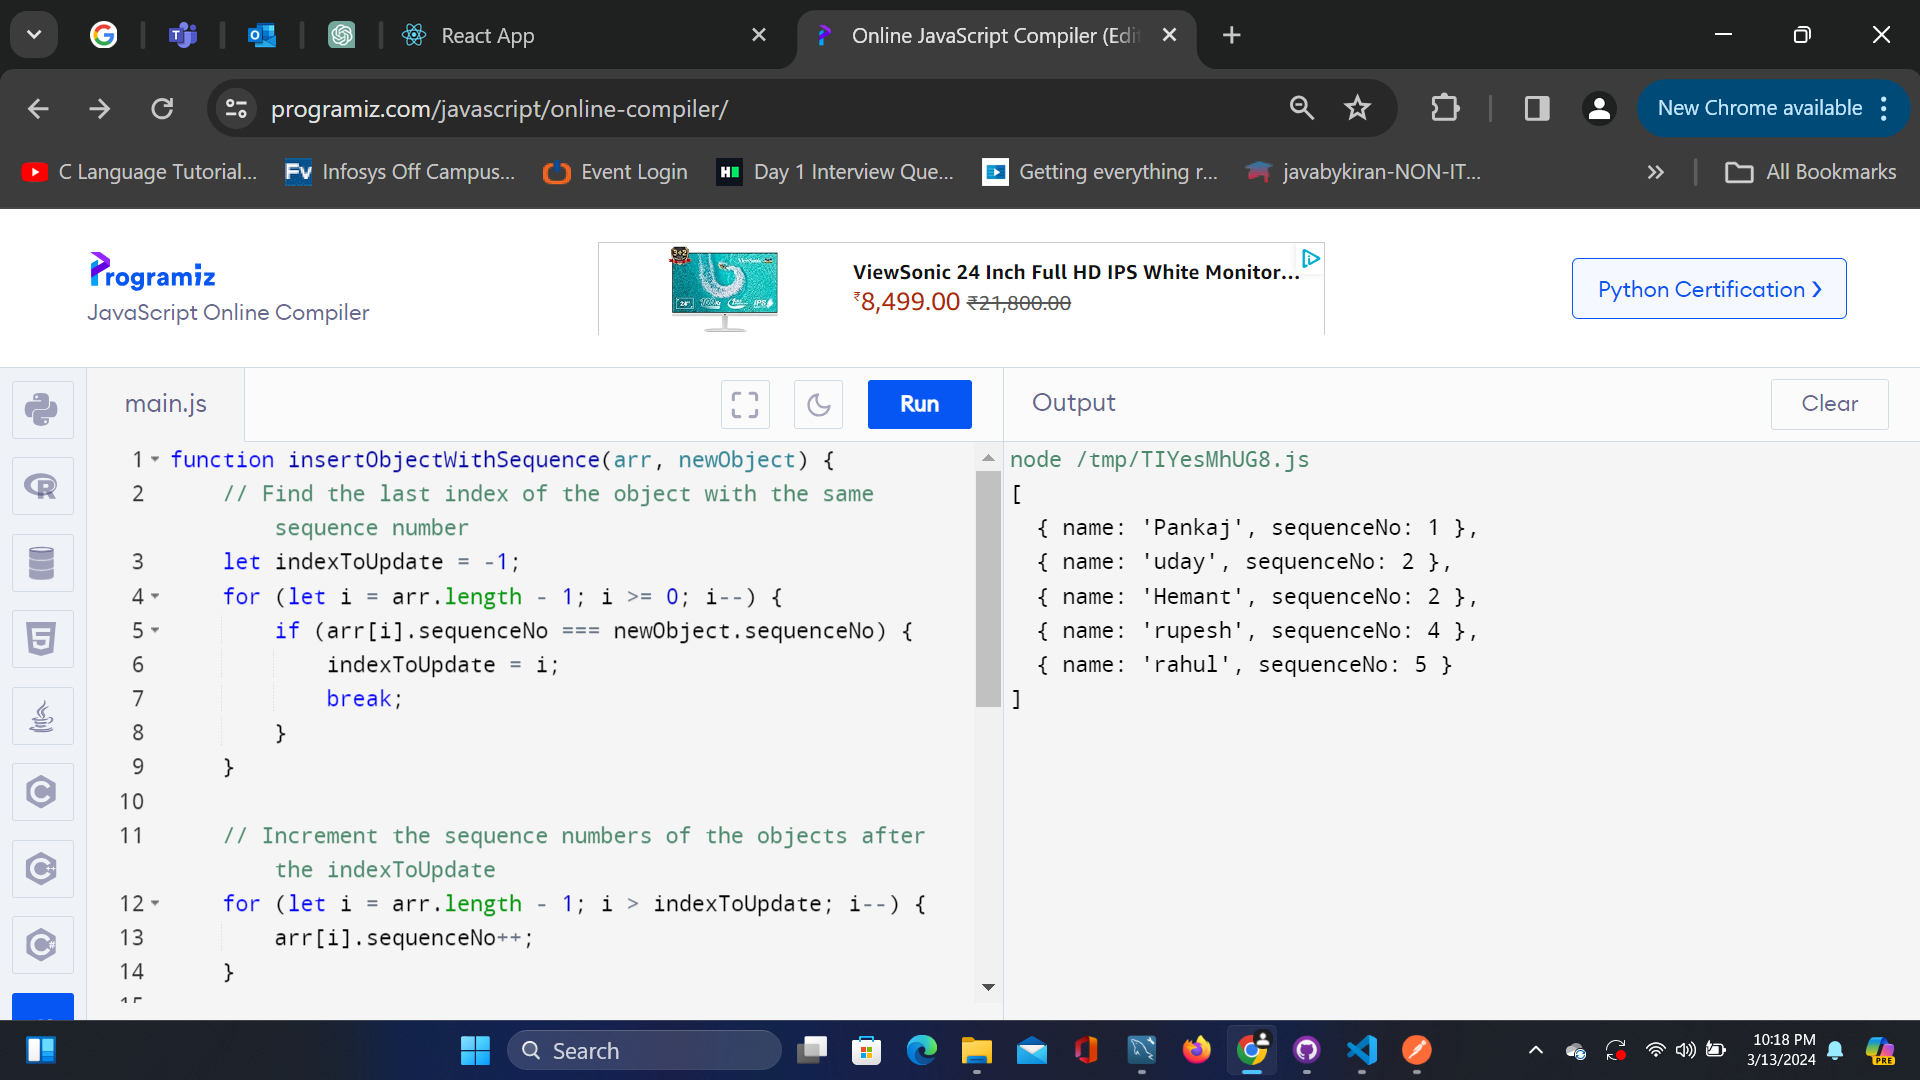 React App
Online JavaScript Compiler (Edit
programiz.com/javascript/online-compiler/
New Chrome available
C Language Tutorial...
Infosys Off Campus...
Event Login
Day 1 Interview Que...
Getting everything r...
javabykiran-NON-IT...
All Bookmarks
Programiz
JavaScript Online Compiler
ViewSonic 24 Inch Full HD IPS White Monitor...
₹8,499.00 ₹21,800.00
Python Certification
main.js
Run
Output
Clear
1 function insertObjectWithSequence(arr, newObject) {
2 // Find the last index of the object with the same
sequence number
3 let indexToUpdate = -1;
4 for (let i = arr.length - 1; i >= 0; i--) {
5 if (arr[i].sequenceNo === newObject.sequenceNo) {
6 indexToUpdate = i;
7 break;
8 }
9 }
10
11 // Increment the sequence numbers of the objects after
the indexToUpdate
12 for (let i = arr.length - 1; i > indexToUpdate; i--) {
13 arr[i].sequenceNo++;
14 }
15
node /tmp/TIYesMhUG8.js
[
{ name: 'Pankaj', sequenceNo: 1 },
{ name: 'uday', sequenceNo: 2 },
{ name: 'Hemant', sequenceNo: 2 },
{ name: 'rupesh', sequenceNo: 4 },
{ name: 'rahul', sequenceNo: 5 }
]
Search
10:18 PM
3/13/2024
PRE